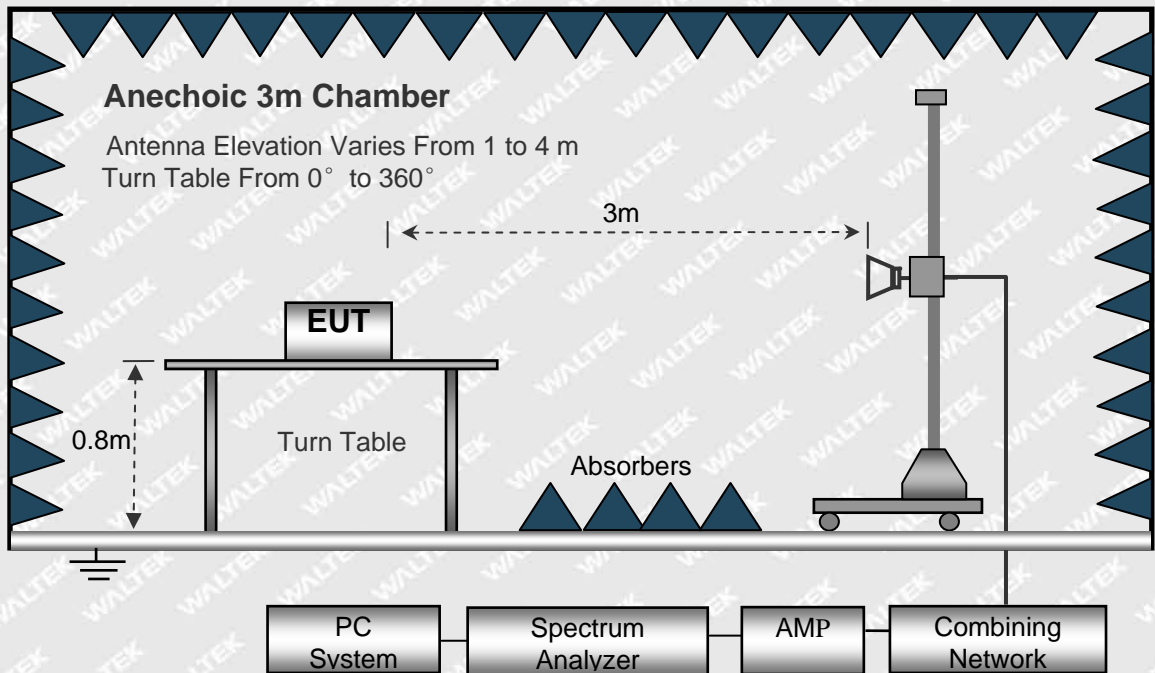 Anechoic 3m Chamber
Antenna Elevation Varies From 1 to 4 m
Turn Table From 0° to 360°
3m
EUT
0.8m
Turn Table
Absorbers
PC
System
Spectrum
Analyzer
AMP
Combining
Network
WALTEK